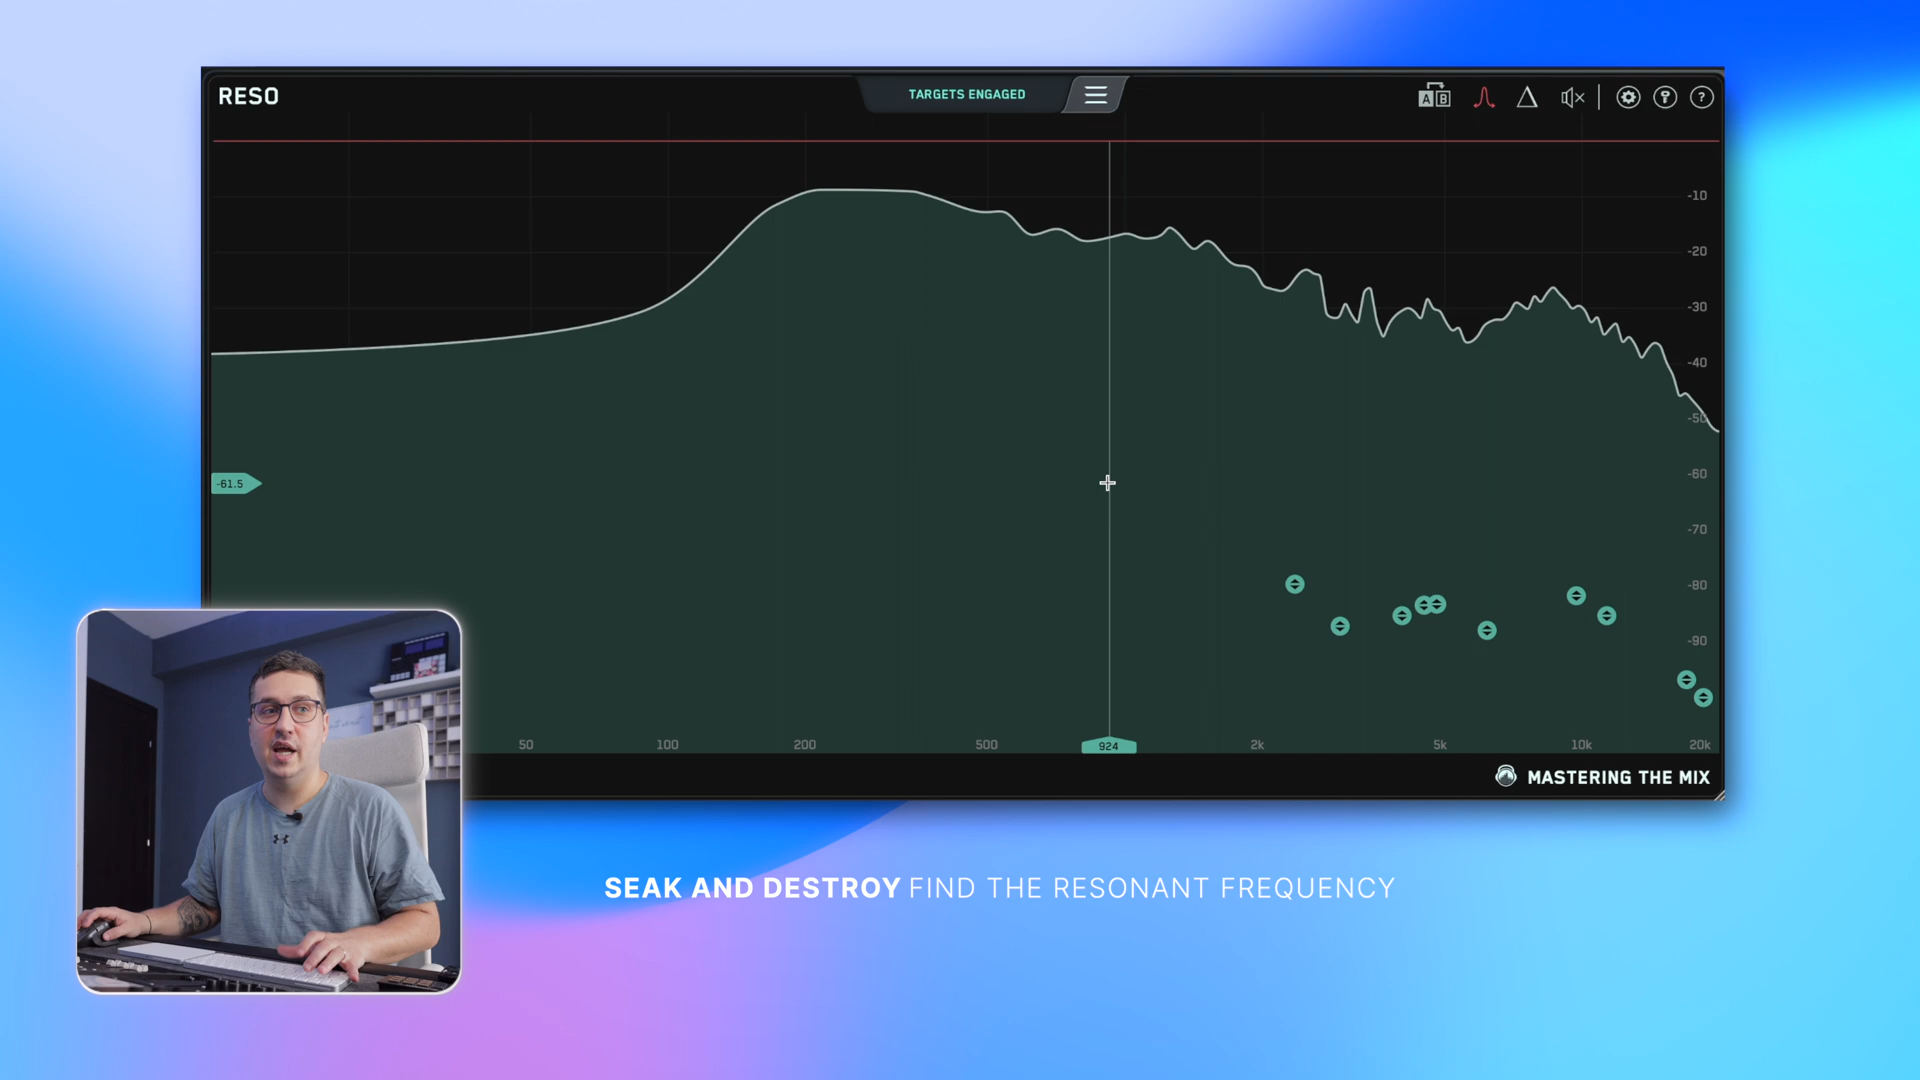 RESO
TARGETS ENGAGED
A B
?
-10
-20
-30
-40
-50
-60
-70
-80
-90
-61.5
50 100 200 500 924 2k 5k 10k 20k
MASTERING THE MIX
SEAK AND DESTROY FIND THE RESONANT FREQUENCY